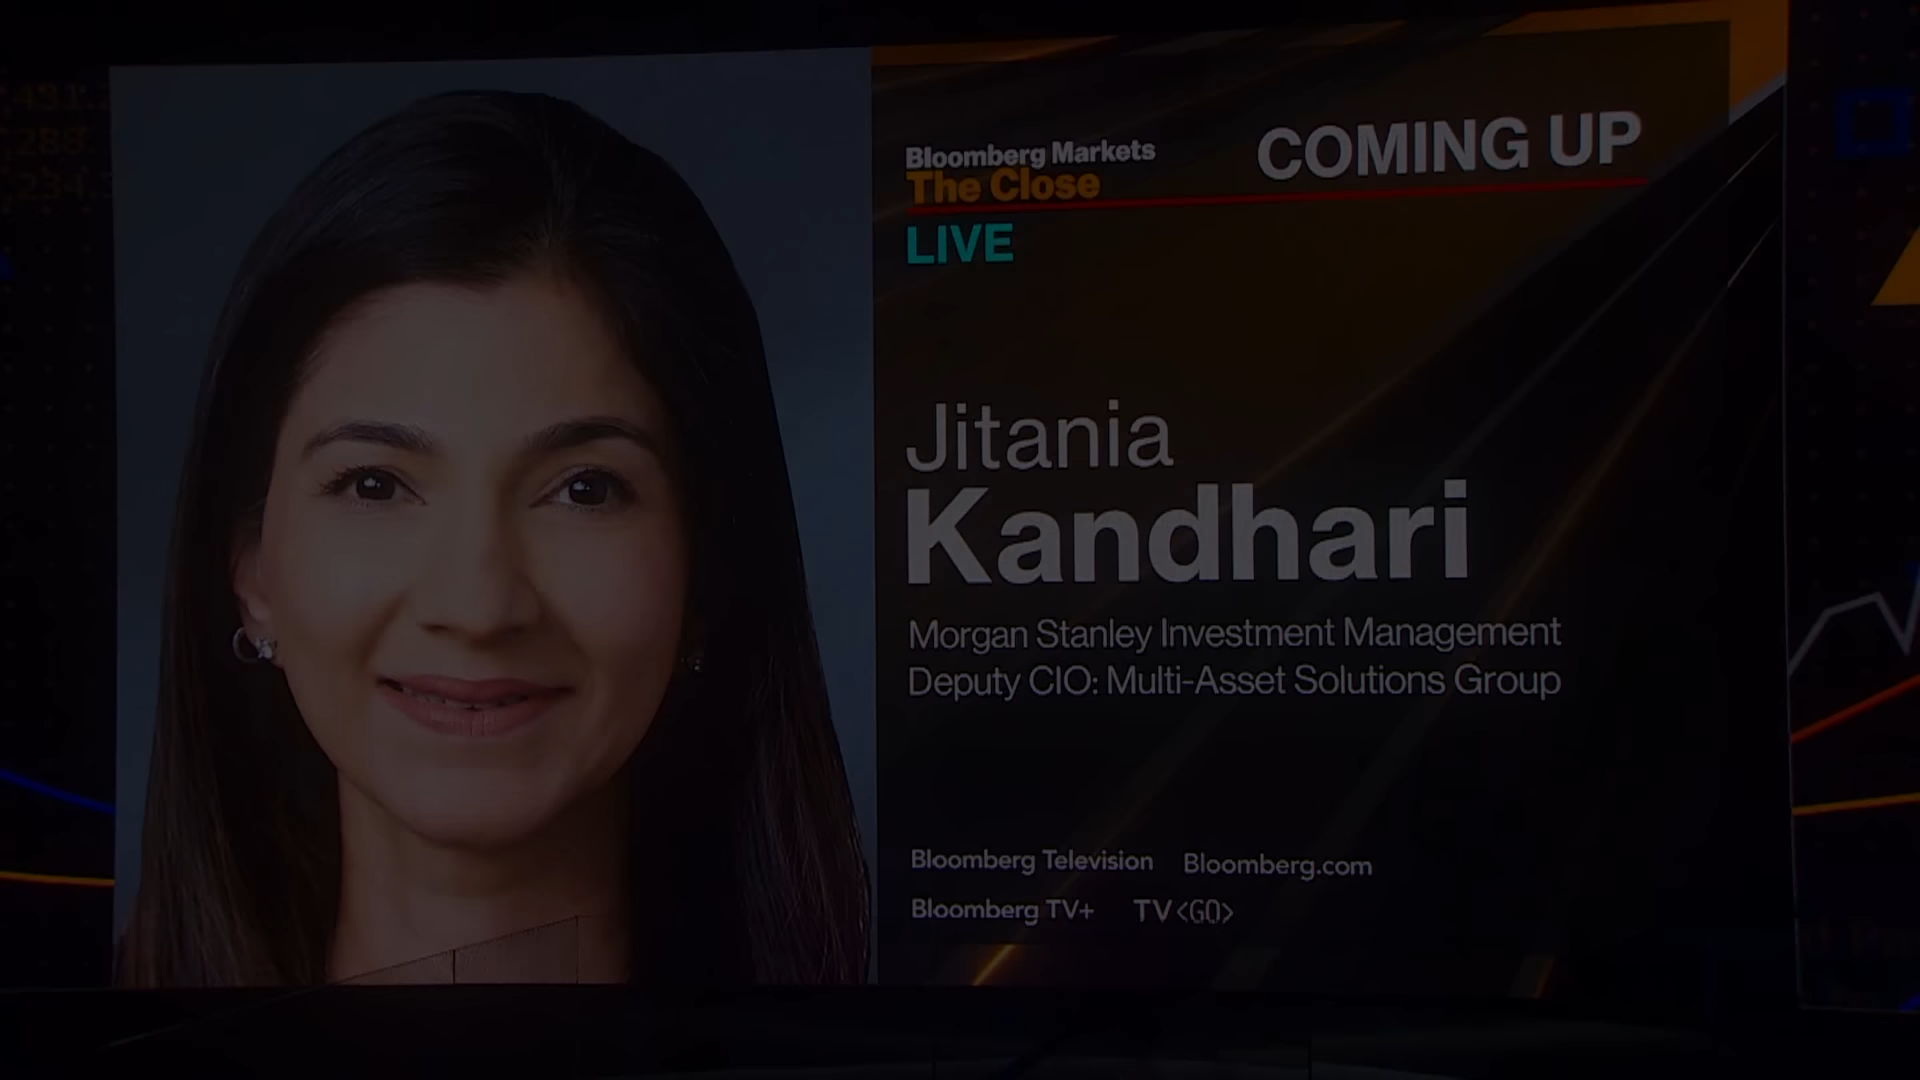 Bloomberg Markets
The Close
COMING UP
LIVE
Jitania
Kandhari
Morgan Stanley Investment Management
Deputy CIO: Multi-Asset Solutions Group
Bloomberg Television Bloomberg.com
Bloomberg TV+ TV<GO>